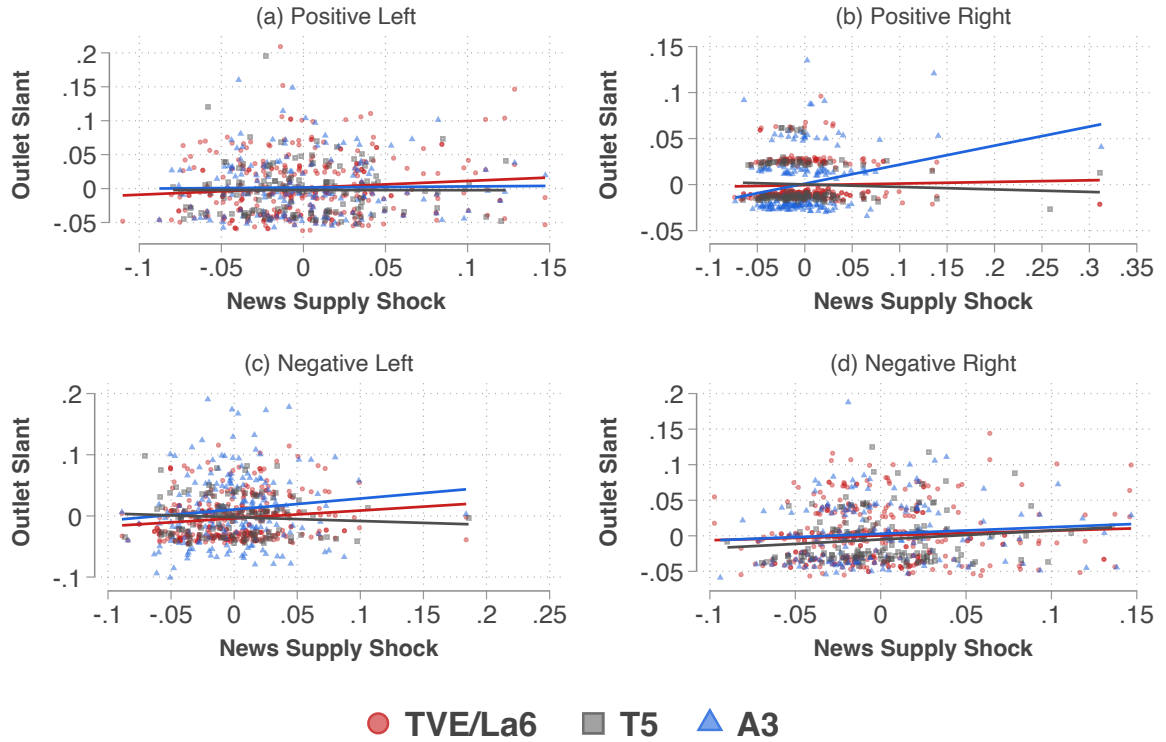 (a) Positive Left
Outlet Slant
.2
.15
.1
.05
0
-.05
-.1 -.05 0 .05 .1 .15
News Supply Shock
(b) Positive Right
Outlet Slant
.15
.1
.05
0
-.05
-.1 -.05 0 .05 .1 .15 .2 .25 .3 .35
News Supply Shock
(c) Negative Left
Outlet Slant
.2
.1
0
-.1
-.1 -.05 0 .05 .1 .15 .2 .25
News Supply Shock
(d) Negative Right
Outlet Slant
.2
.15
.1
.05
0
-.05
-.1 -.05 0 .05 .1 .15
News Supply Shock
TVE/La6 T5 A3